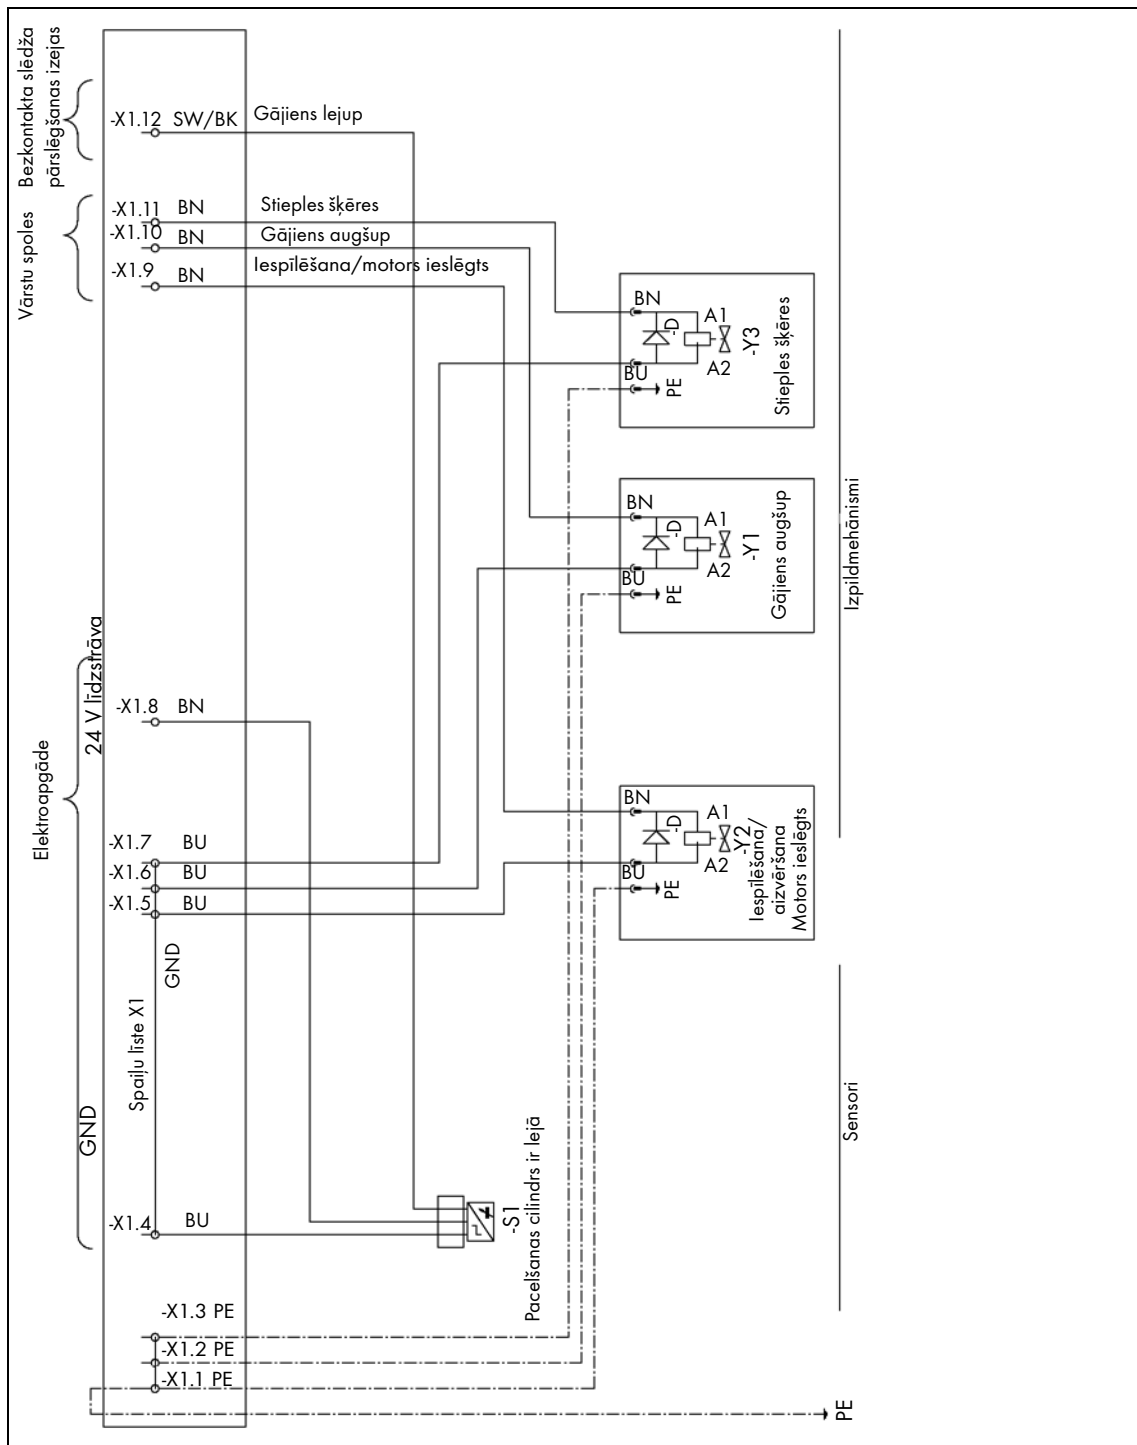 Bezkontakta slēdža
pārslēgšanas izejas
-X1.12 SW/BK Gājiens lejup
Vārstu spoles
-X1.11 BN Stieples šķēres
-X1.10 BN Gājiens augšup
-X1.9 BN Iespīlēšana/motors ieslēgts
BN
A1
-D
A2
BU
PE
-Y3
Stieples šķēres
BN
A1
-D
A2
BU
PE
-Y1
Gājiens augšup
Izpildmehānismi
Elektroapgāde
24 V līdzstrāva
-X1.8 BN
BN
A1
-D
A2
BU
PE
-Y2
Iespīlēšana/
aizvēršana
Motors ieslēgts
-X1.7 BU
-X1.6 BU
-X1.5 BU
GND
Spaiļu līste X1
GND
-X1.4 BU
-S1
Pacelšanas cilindrs ir lejā
Sensori
-X1.3 PE
-X1.2 PE
-X1.1 PE
PE